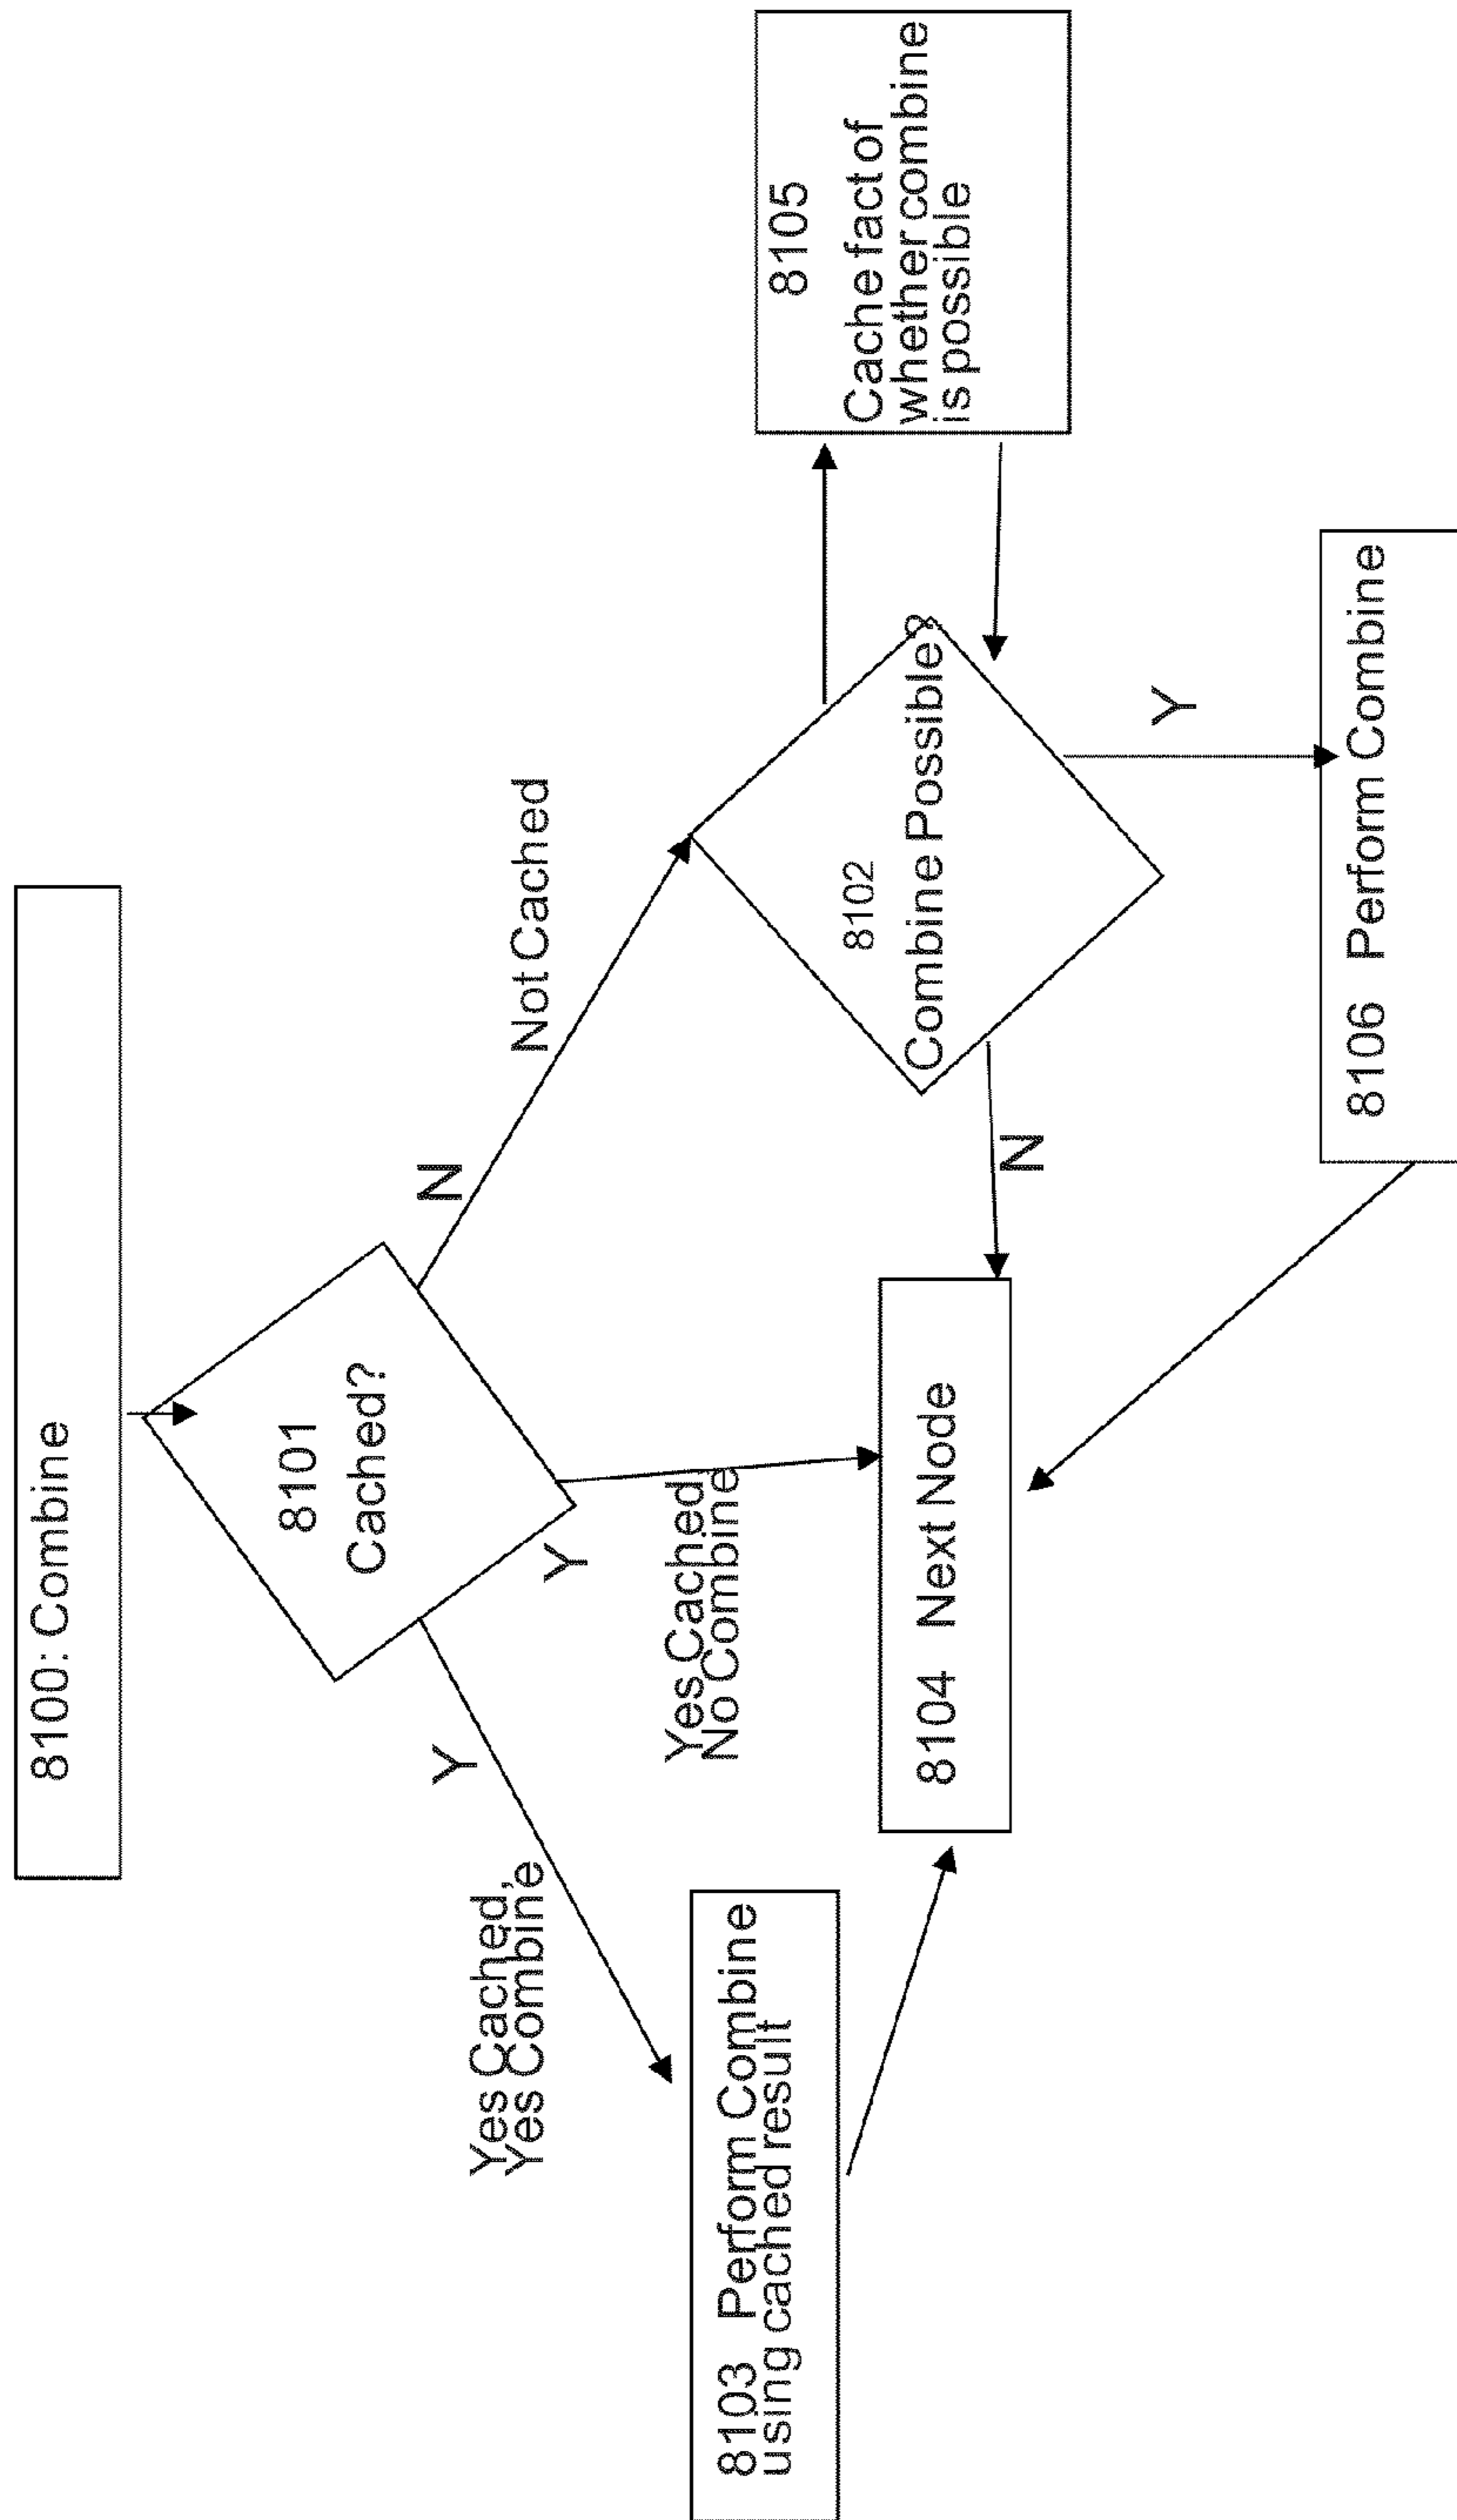 8100: Combine
8101
Cached?
Y
Yes Cached,
Yes Combine
Y
Yes Cached,
No Combine
N
Not Cached
8103 Perform Combine
using cached result
8104 Next Node
8102
Combine Possible?
N
Y
8105
Cache fact of
whether combine
is possible
8106 Perform Combine